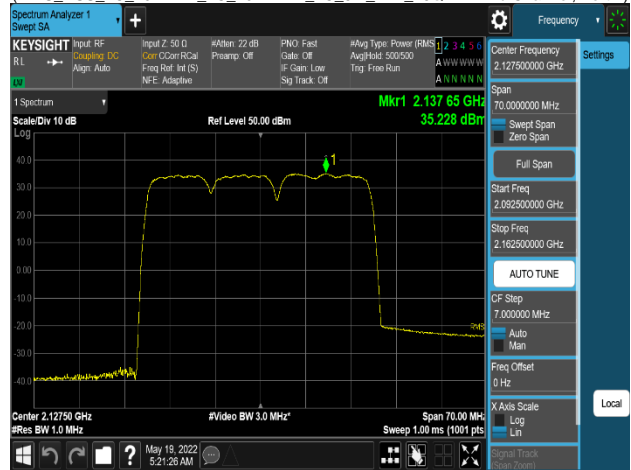 Spectrum Analyzer 1
Swept SA
Frequency
KEYSIGHT
RL
Input: RF
Coupling: DC
Align: Auto
Input Z: 50 Ω
Corr CCorr RCal
Freq Ref: Int (S)
NFE: Adaptive
#Atten: 22 dB
Preamp: Off
PNO: Fast
Gate: Off
IF Gain: Low
Sig Track: Off
#Avg Type: Power (RMS
Avg|Hold: 500/500
Trig: Free Run
1 2 3 4 5 6
A W W W W W
A N N N N N
1 Spectrum
Scale/Div 10 dB
Log
Ref Level 50.00 dBm
Mkr1 2.137 65 GHz
35.228 dBm
1
40.0
30.0
20.0
10.0
0.00
-10.0
-20.0
-30.0
-40.0
RMS
Center 2.12750 GHz
#Res BW 1.0 MHz
#Video BW 3.0 MHz*
Span 70.00 MHz
Sweep 1.00 ms (1001 pts
May 19, 2022
5:21:26 AM
Center Frequency
2.127500000 GHz
Settings
Span
70.0000000 MHz
Swept Span
Zero Span
Full Span
Start Freq
2.092500000 GHz
Stop Freq
2.162500000 GHz
AUTO TUNE
CF Step
7.000000 MHz
Auto
Man
Freq Offset
0 Hz
X Axis Scale
Log
Lin
Local
Signal Track
(Span Zoom)